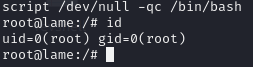 script /dev/null -qc /bin/bash
root@lame:/# id
uid=0(root) gid=0(root)
root@lame:/#